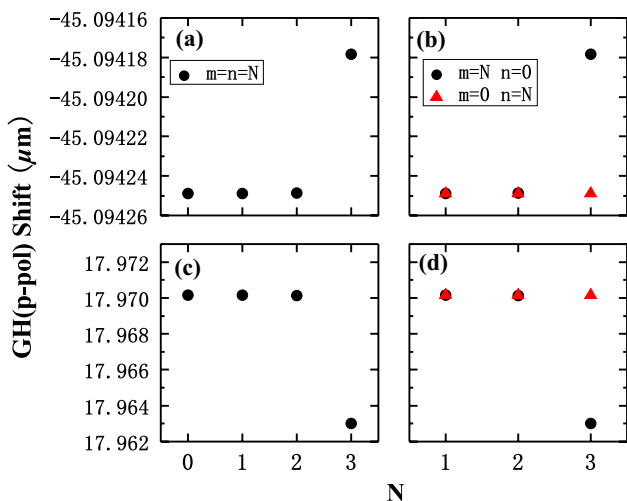 GH(p-pol) Shift (μm)
-45.09416
-45.09418
-45.09420
-45.09422
-45.09424
-45.09426
(a)
m=n=N
(b)
m=N n=0
m=0 n=N
17.972
17.970
17.968
17.966
17.964
17.962
(c)
(d)
0 1 2 3
1 2 3
N